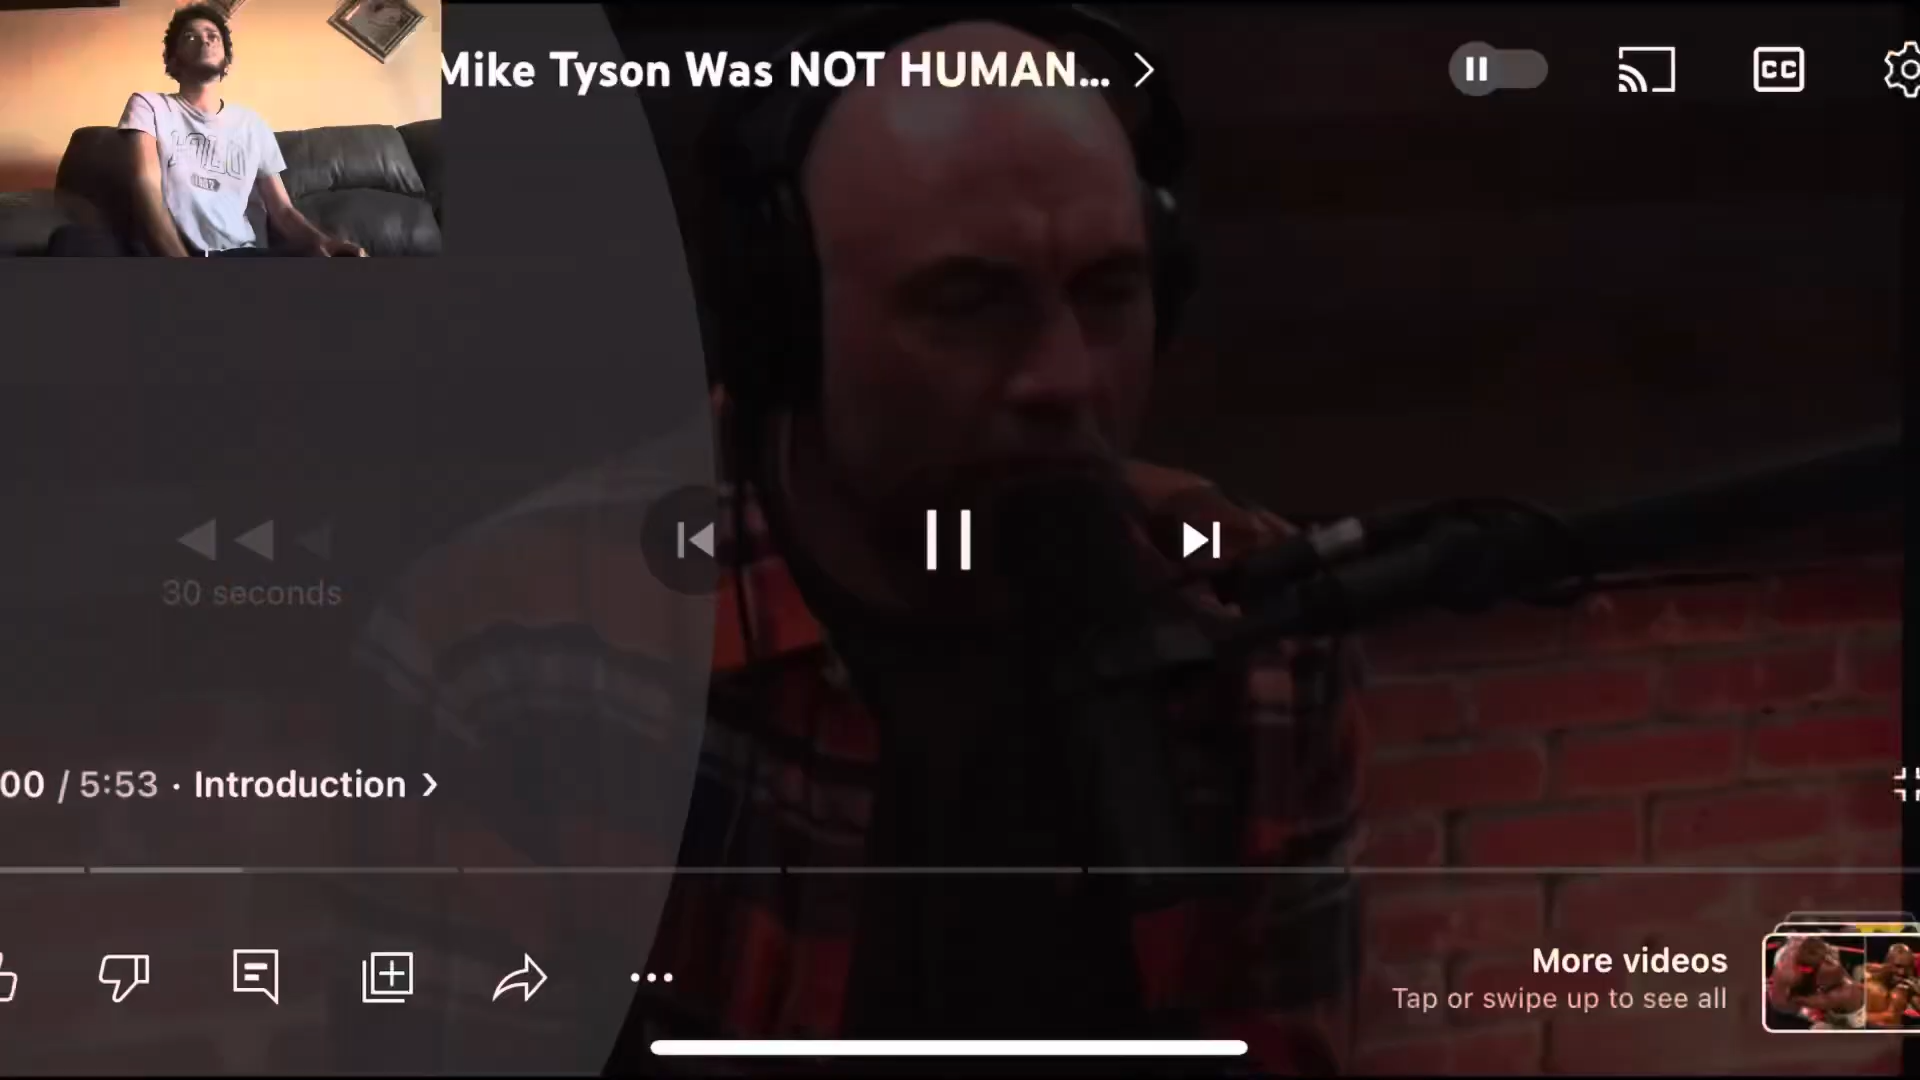 Mike Tyson Was NOT HUMAN...
CC
30 seconds
00 / 5:53 · Introduction
More videos
Tap or swipe up to see all